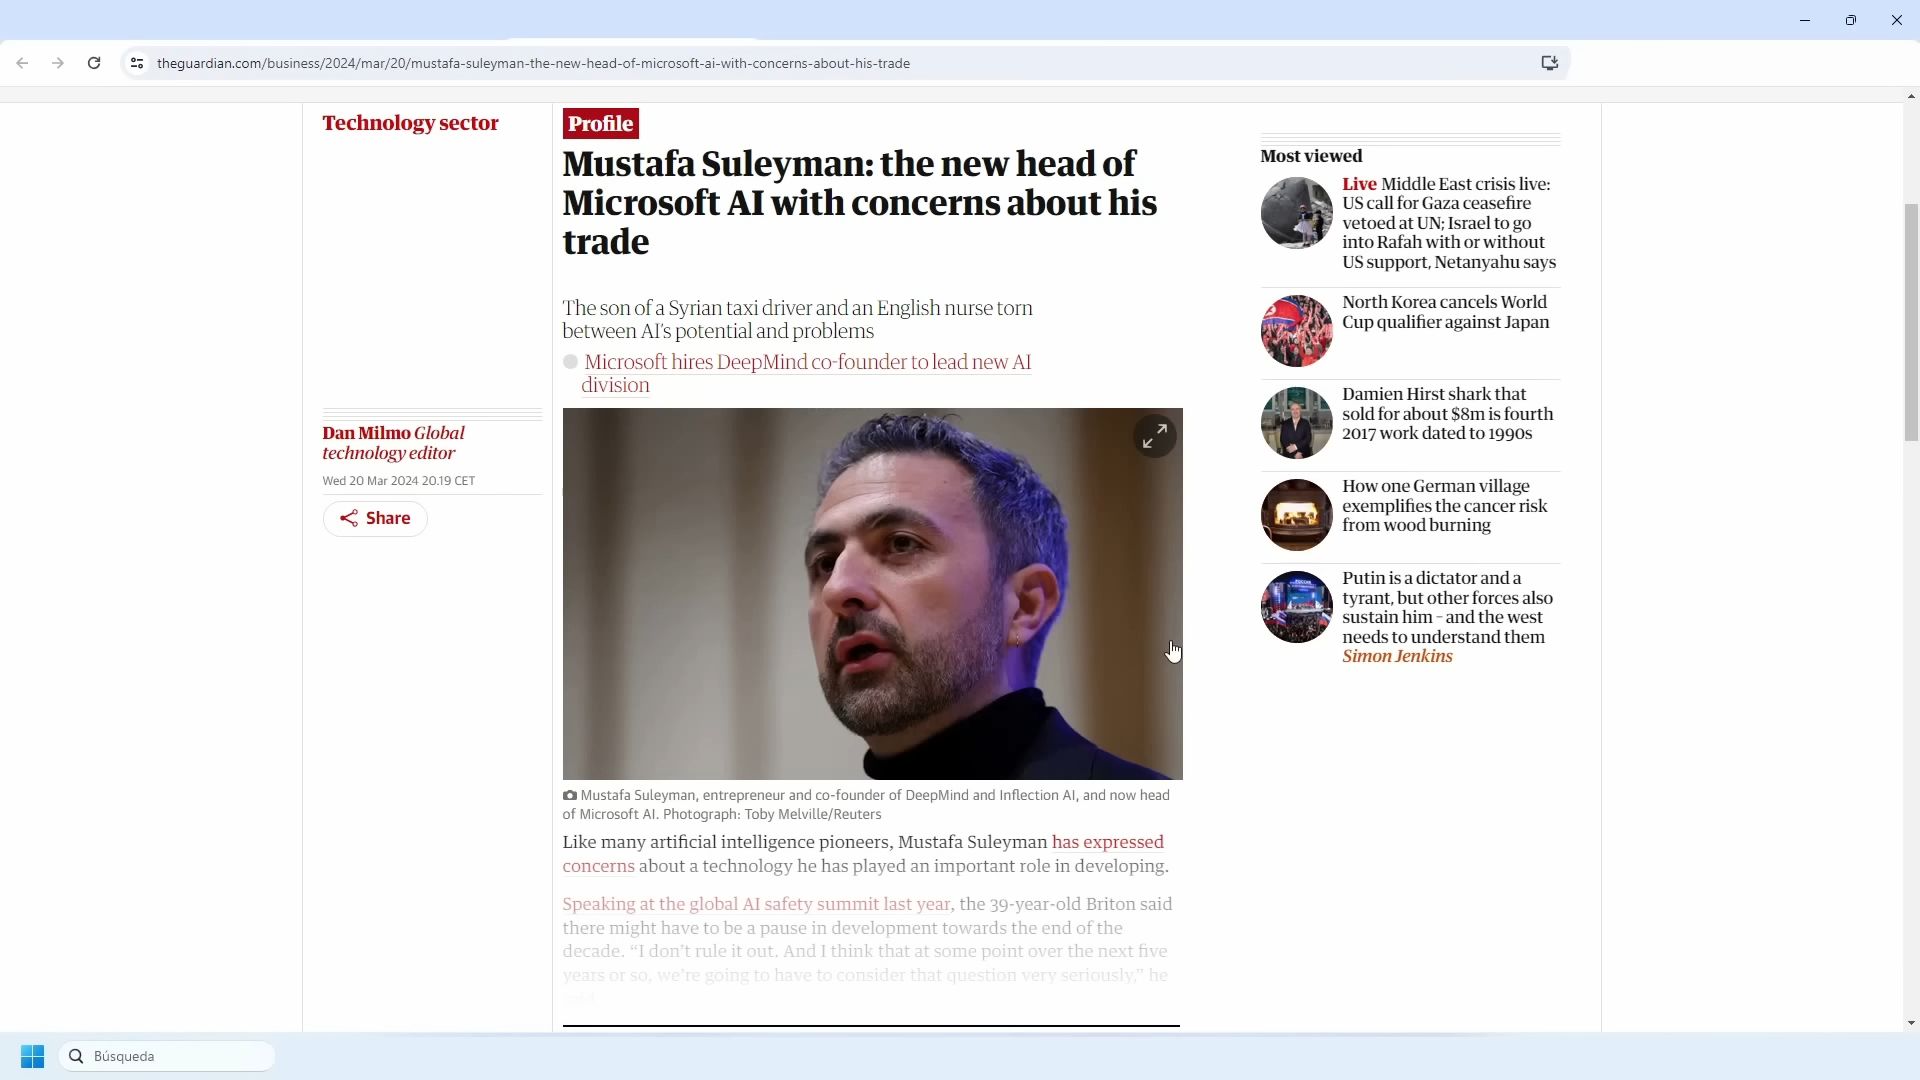 theguardian.com/business/2024/mar/20/mustafa-suleyman-the-new-head-of-microsoft-ai-with-concerns-about-his-trade
Technology sector
Profile
Mustafa Suleyman: the new head of
Microsoft AI with concerns about his
trade
The son of a Syrian taxi driver and an English nurse torn
between AI's potential and problems
Microsoft hires DeepMind co-founder to lead new AI
division
Dan Milmo Global
technology editor
Wed 20 Mar 2024 20.19 CET
Share
Mustafa Suleyman, entrepreneur and co-founder of DeepMind and Inflection AI, and now head
of Microsoft AI. Photograph: Toby Melville/Reuters
Like many artificial intelligence pioneers, Mustafa Suleyman has expressed
concerns about a technology he has played an important role in developing.
Speaking at the global AI safety summit last year, the 39-year-old Briton said
there might have to be a pause in development towards the end of the
decade. “I don’t rule it out. And I think that at some point over the next five
years or so, we’re going to have to consider that question very seriously,” he
Most viewed
Live Middle East crisis live:
US call for Gaza ceasefire
vetoed at UN; Israel to go
into Rafah with or without
US support, Netanyahu says
North Korea cancels World
Cup qualifier against Japan
Damien Hirst shark that
sold for about $8m is fourth
2017 work dated to 1990s
How one German village
exemplifies the cancer risk
from wood burning
Putin is a dictator and a
tyrant, but other forces also
sustain him – and the west
needs to understand them
Simon Jenkins
Búsqueda